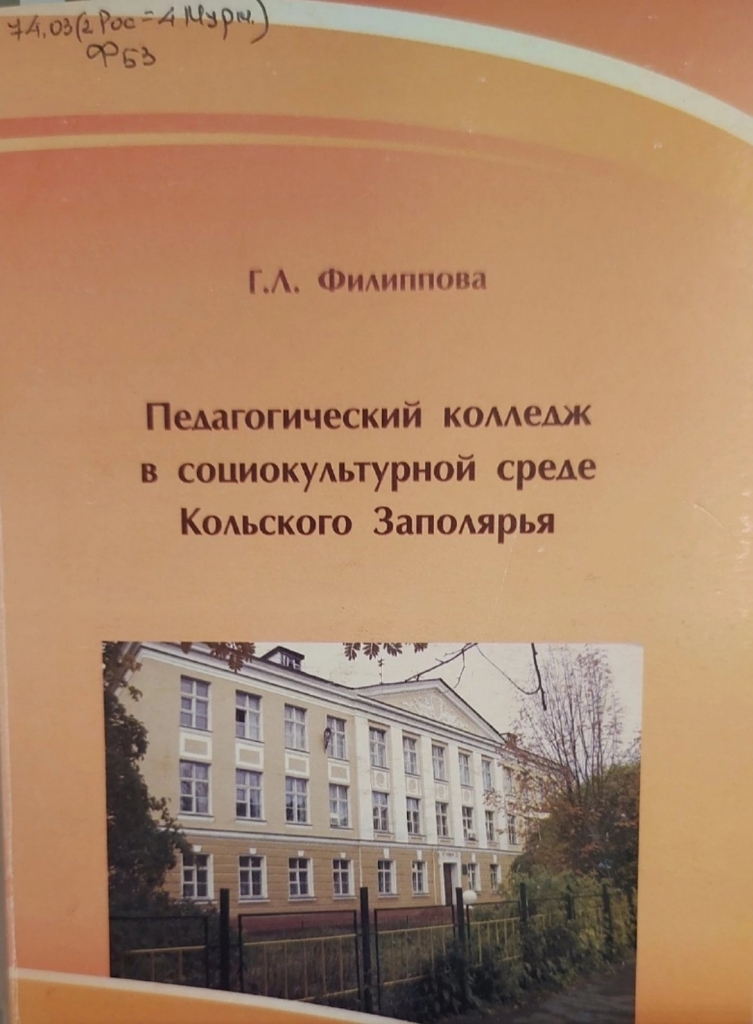 74.03(2Рос=4Мурм.)
Ф53
Г.Л. Филиппова
Педагогический колледж
в социокультурной среде
Кольского Заполярья